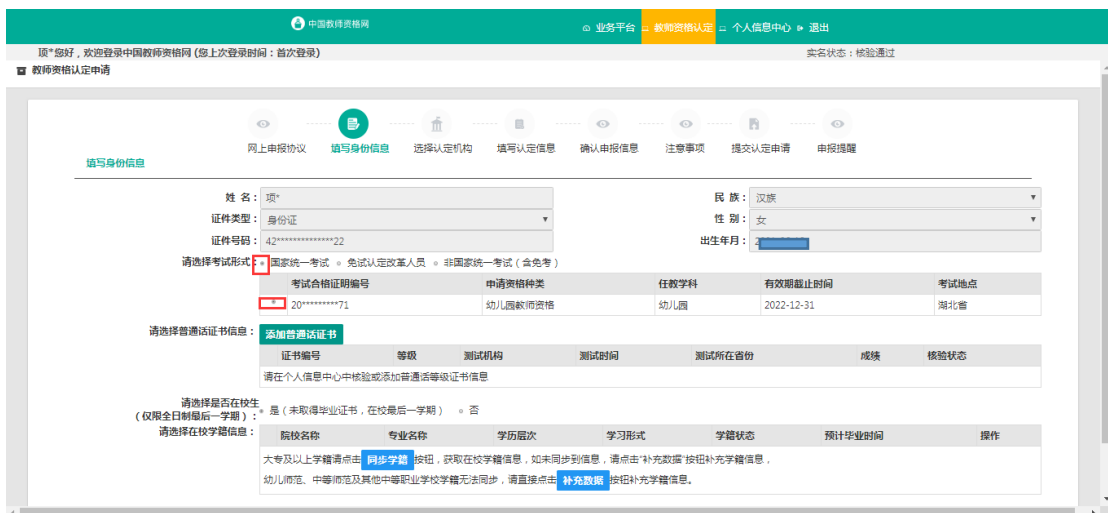 中国教师资格网
业务平台 教师资格认定 个人信息中心 退出
项*您好，欢迎登录中国教师资格网 (您上次登录时间：首次登录) 实名状态：核验通过
教师资格认定申请
网上申报协议 填写身份信息 选择认定机构 填写认定信息 确认申报信息 注意事项 提交认定申请 申报提醒
填写身份信息
姓 名： 项* 民 族： 汉族
证件类型： 身份证 性 别： 女
证件号码： 42**************22 出生年月：
请选择考试形式： 国家统一考试 免试认定改革人员 非国家统一考试（含免考）
考试合格证明编号 申请资格种类 任教学科 有效期截止时间 考试地点
20*********71 幼儿园教师资格 幼儿园 2022-12-31 湖北省
请选择普通话证书信息： 添加普通话证书
证书编号 等级 测试机构 测试时间 测试所在省份 成绩 核验状态
请在个人信息中心中核验或添加普通话等级证书信息
请选择是否在校生
（仅限全日制最后一学期）： 是（未取得毕业证书，在校最后一学期） 否
请选择在校学籍信息： 院校名称 专业名称 学历层次 学习形式 学籍状态 预计毕业时间 操作
大专及以上学籍请点击 同步学籍 按钮，获取在校学籍信息，如未同步到信息，请点击“补充数据”按钮补充学籍信息，
幼儿师范、中等师范及其他中等职业学校学籍无法同步，请直接点击 补充数据 按钮补充学籍信息。